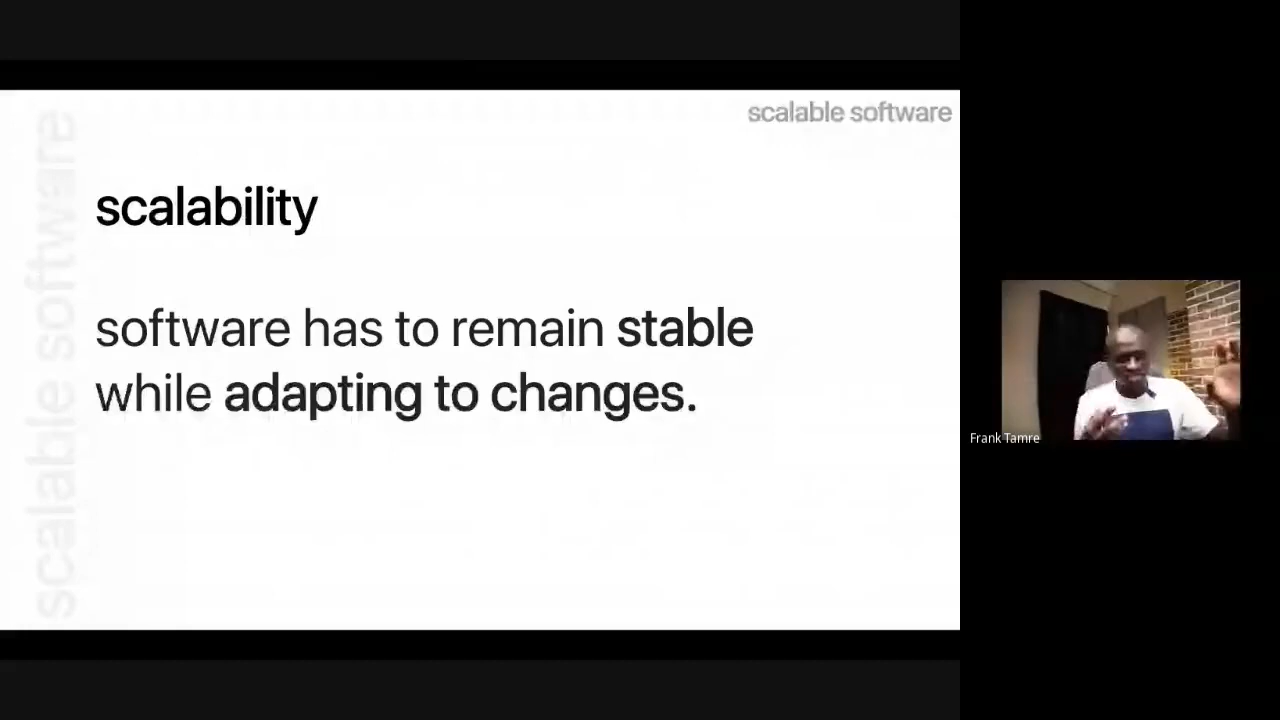 scalable software
scalable software
scalability
software has to remain stable
while adapting to changes.
Frank Tamre